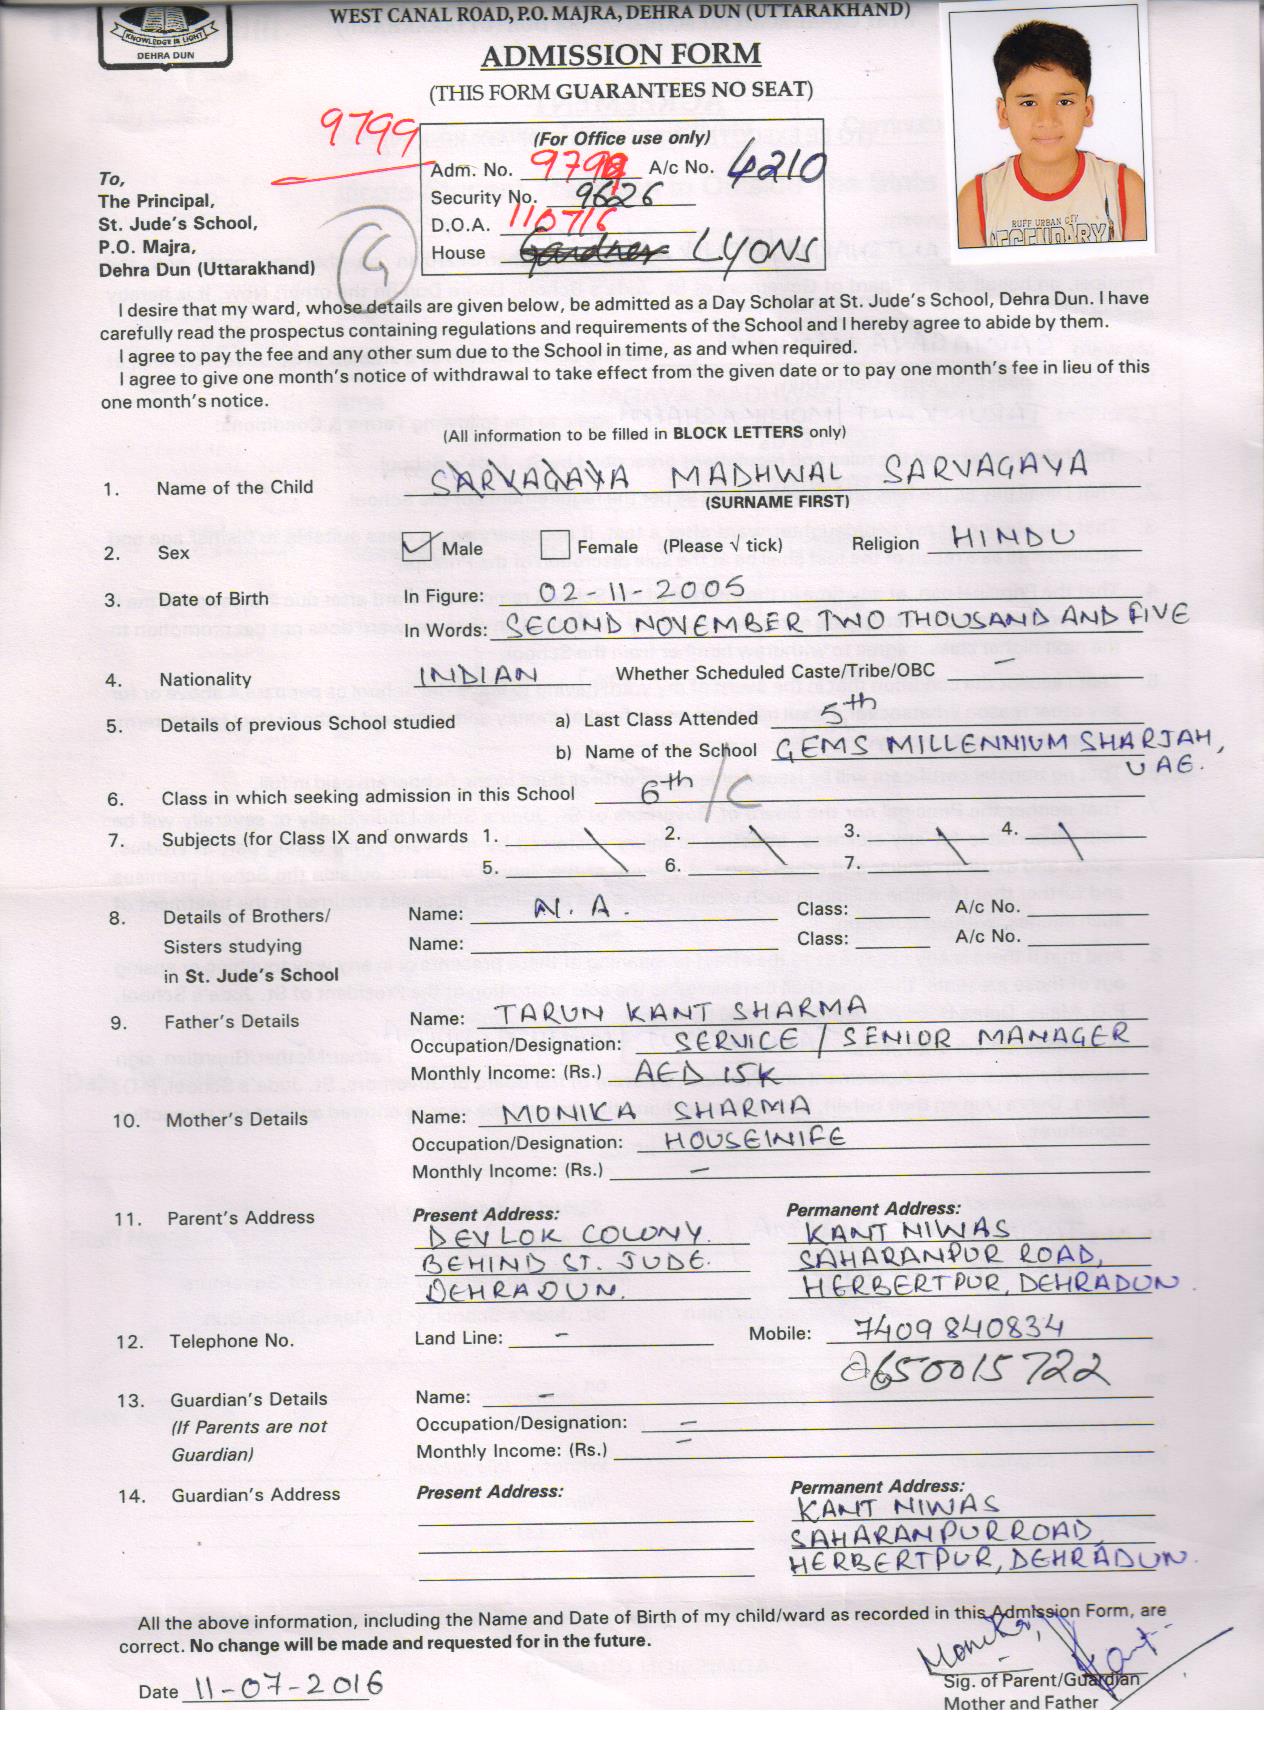 WEST CANAL ROAD, P.O. MAJRA, DEHRA DUN (UTTARAKHAND)
KNOWLEDGE IS LIGHT
DEHRA DUN
ADMISSION FORM
(THIS FORM GUARANTEES NO SEAT)
9799
(For Office use only)
Adm. No. 9799 A/c No. 4210
Security No. 9626
D.O.A. 110716
House Gardner LYONS
G
RUFF URBAN CITY
LEGENDARY
To,
The Principal,
St. Jude's School,
P.O. Majra,
Dehra Dun (Uttarakhand)
I desire that my ward, whose details are given below, be admitted as a Day Scholar at St. Jude's School, Dehra Dun. I have
carefully read the prospectus containing regulations and requirements of the School and I hereby agree to abide by them.
I agree to pay the fee and any other sum due to the School in time, as and when required.
I agree to give one month's notice of withdrawal to take effect from the given date or to pay one month's fee in lieu of this
one month's notice.
(All information to be filled in BLOCK LETTERS only)
1. Name of the Child SARVAGAYA MADHWAL SARVAGAYA
(SURNAME FIRST)
2. Sex Male Female (Please √ tick) Religion HINDU
3. Date of Birth In Figure: 02-11-2005
In Words: SECOND NOVEMBER TWO THOUSAND AND FIVE
4. Nationality INDIAN Whether Scheduled Caste/Tribe/OBC —
5. Details of previous School studied a) Last Class Attended 5th
b) Name of the School GEMS MILLENNIUM SHARJAH,
UAE.
6. Class in which seeking admission in this School 6th / C
7. Subjects (for Class IX and onwards 1. \ 2. \ 3. \ 4. \
5. 6. 7.
8. Details of Brothers/ Name: N.A. Class: A/c No.
Sisters studying Name: Class: A/c No.
in St. Jude's School
9. Father's Details Name: TARUN KANT SHARMA
Occupation/Designation: SERVICE / SENIOR MANAGER
Monthly Income: (Rs.) AED 15K
10. Mother's Details Name: MONIKA SHARMA
Occupation/Designation: HOUSEWIFE
Monthly Income: (Rs.) —
11. Parent's Address Present Address: Permanent Address:
DEVLOK COLONY. KANT NIWAS
BEHIND ST. JUDE. SAHARANPUR ROAD,
DEHRADUN. HERBERTPUR, DEHRADUN.
12. Telephone No. Land Line: — Mobile: 7409840834
9650015722
13. Guardian's Details Name: —
(If Parents are not Occupation/Designation: —
Guardian) Monthly Income: (Rs.) —
14. Guardian's Address Present Address: Permanent Address:
KANT NIWAS
SAHARANPUR ROAD,
HERBERTPUR, DEHRADUN.
All the above information, including the Name and Date of Birth of my child/ward as recorded in this Admission Form, are
correct. No change will be made and requested for in the future.
Monika,
Date 11-07-2016 Sig. of Parent/Guardian
Mother and Father